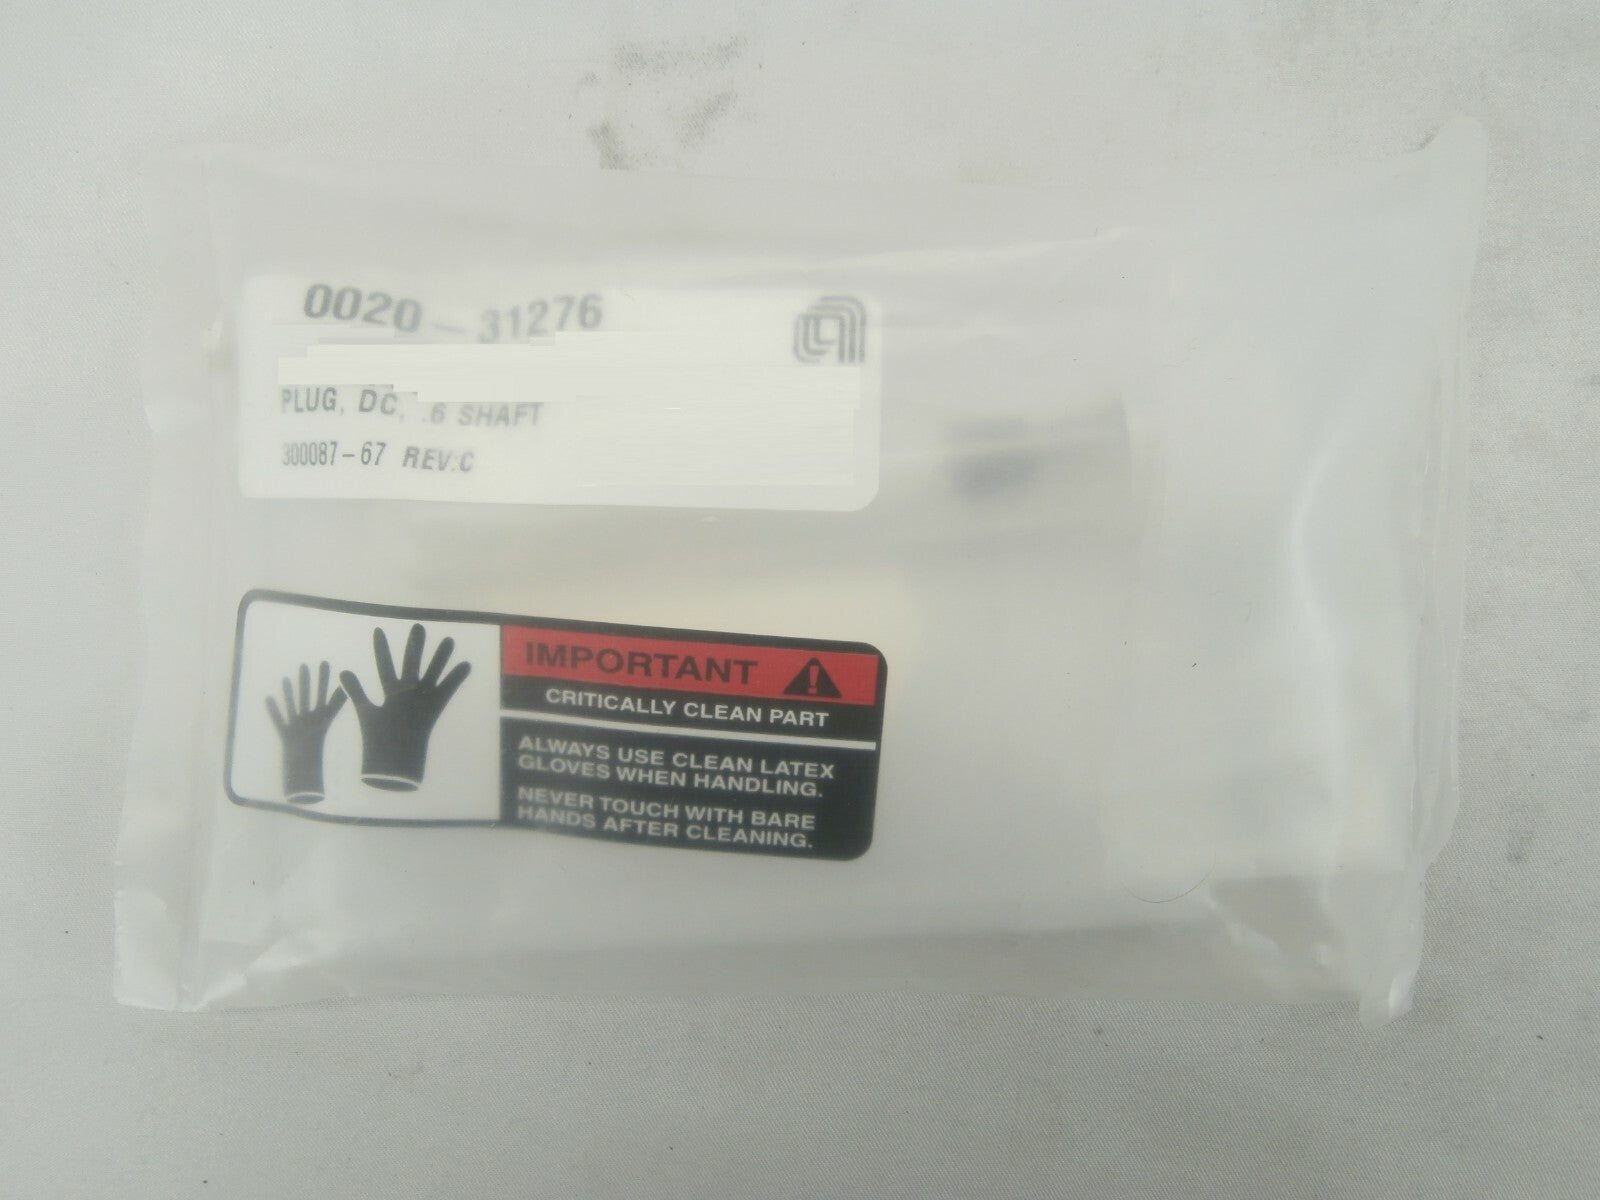 0020-31276
PLUG, DC, .6 SHAFT
300087-67 REV:C
IMPORTANT
CRITICALLY CLEAN PART
ALWAYS USE CLEAN LATEX
GLOVES WHEN HANDLING.
NEVER TOUCH WITH BARE
HANDS AFTER CLEANING.